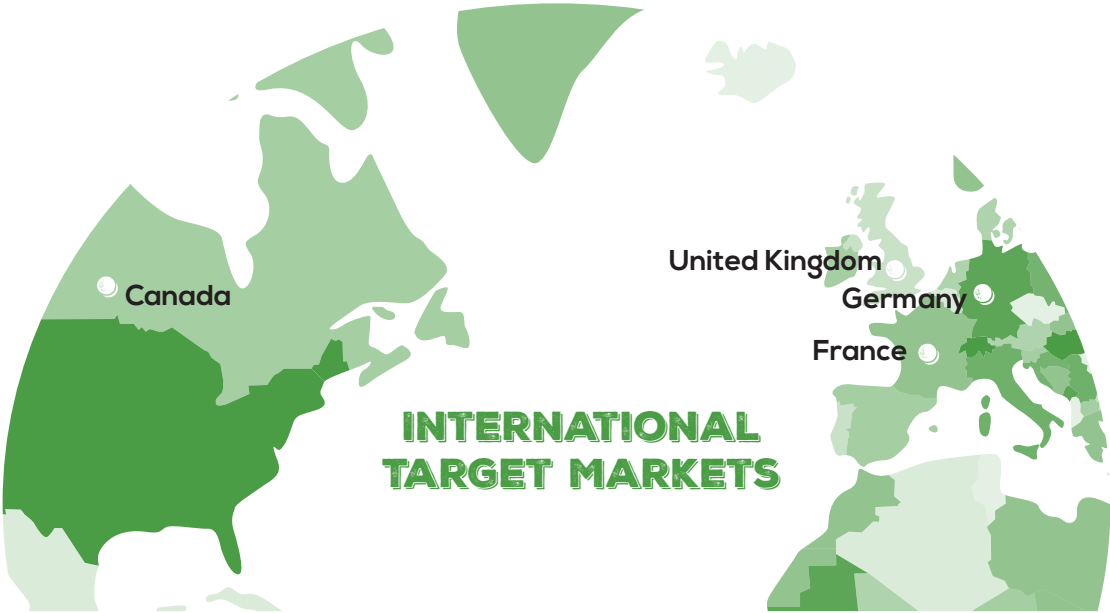 United Kingdom
Canada
Germany
France
INTERNATIONAL
TARGET MARKETS